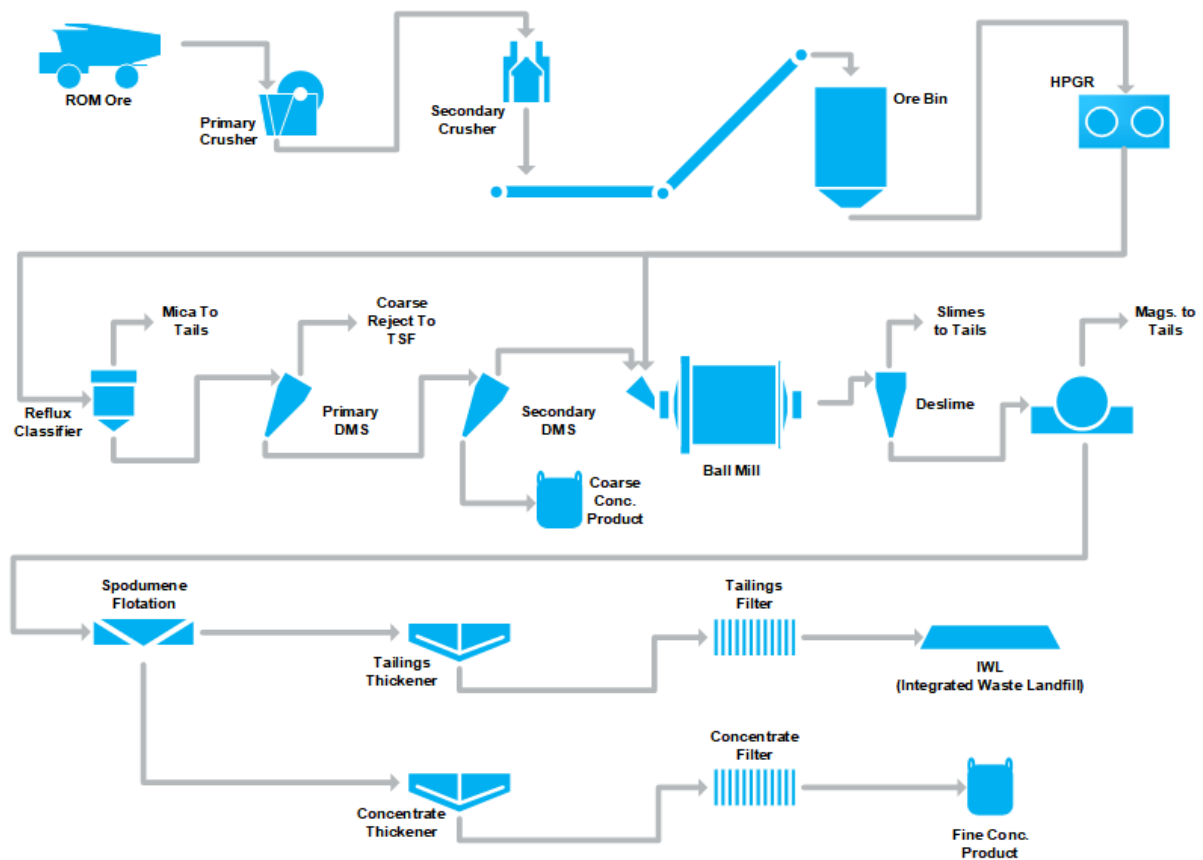 ROM Ore
Primary
Crusher
Secondary
Crusher
Ore Bin
HPGR
Mica To
Tails
Coarse
Reject To
TSF
Slimes
to Tails
Mags. to
Tails
Reflux
Classifier
Primary
DMS
Secondary
DMS
Ball Mill
Deslime
Coarse
Conc.
Product
Spodumene
Flotation
Tailings
Thickener
Tailings
Filter
IWL
(Integrated Waste Landfill)
Concentrate
Thickener
Concentrate
Filter
Fine Conc.
Product